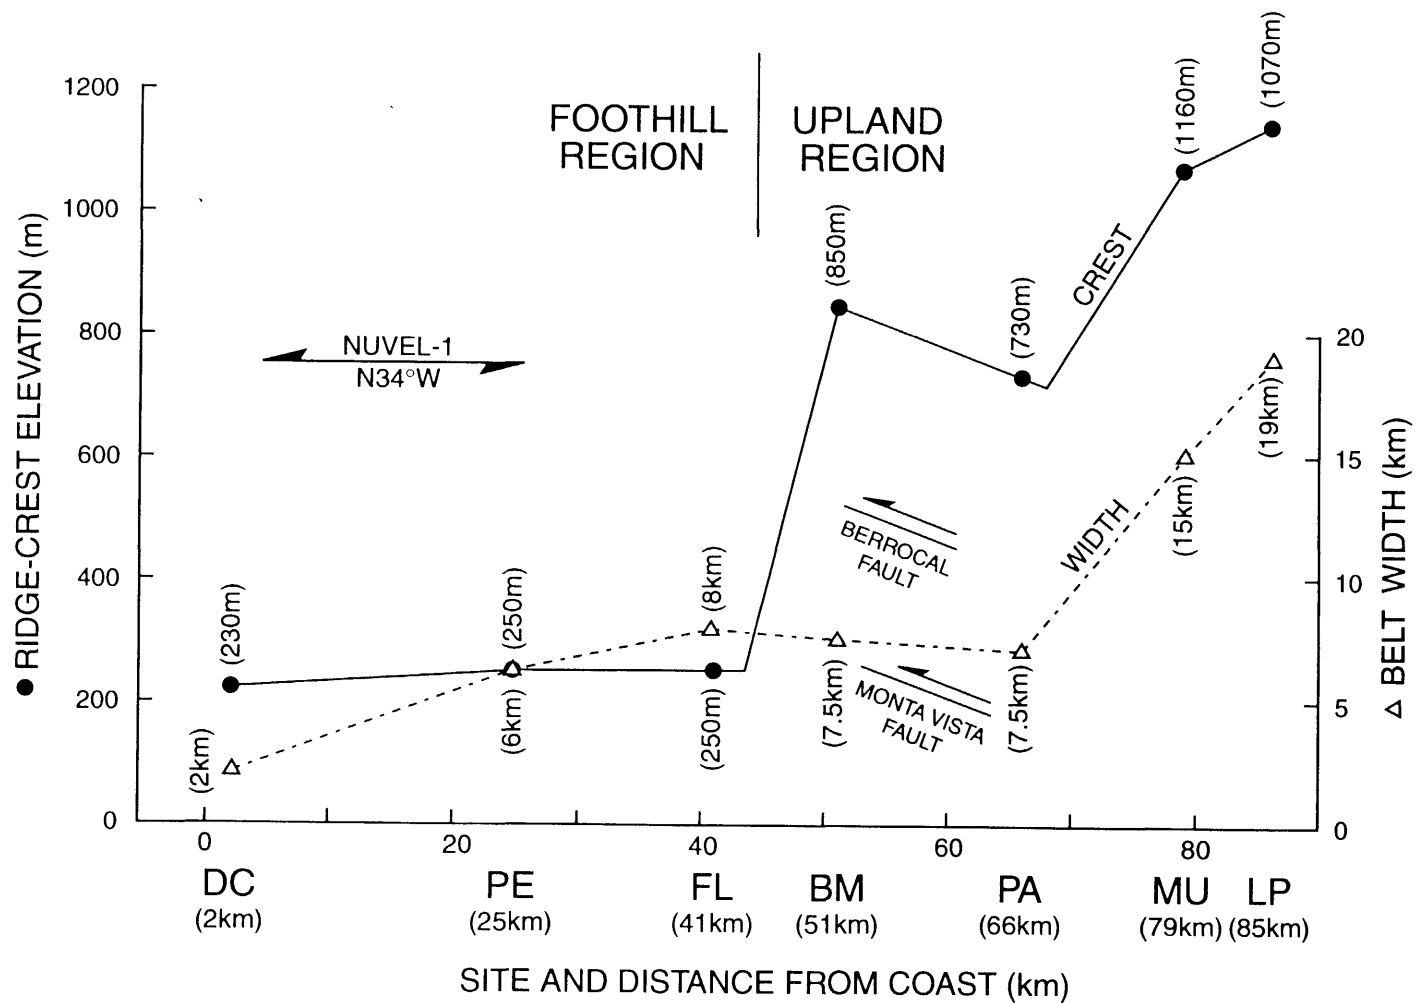 1200
1000
800
600
400
200
0
RIDGE-CREST ELEVATION (m)
FOOTHILL
REGION
UPLAND
REGION
NUVEL-1
N34°W
(230m)
(250m)
(250m)
(850m)
(730m)
(1160m)
(1070m)
CREST
(2km)
(6km)
(8km)
(7.5km)
(7.5km)
(15km)
(19km)
WIDTH
BERROCAL
FAULT
MONTA VISTA
FAULT
20
15
10
5
0
BELT WIDTH (km)
0 20 40 60 80
DC PE FL BM PA MU LP
(2km) (25km) (41km) (51km) (66km) (79km) (85km)
SITE AND DISTANCE FROM COAST (km)